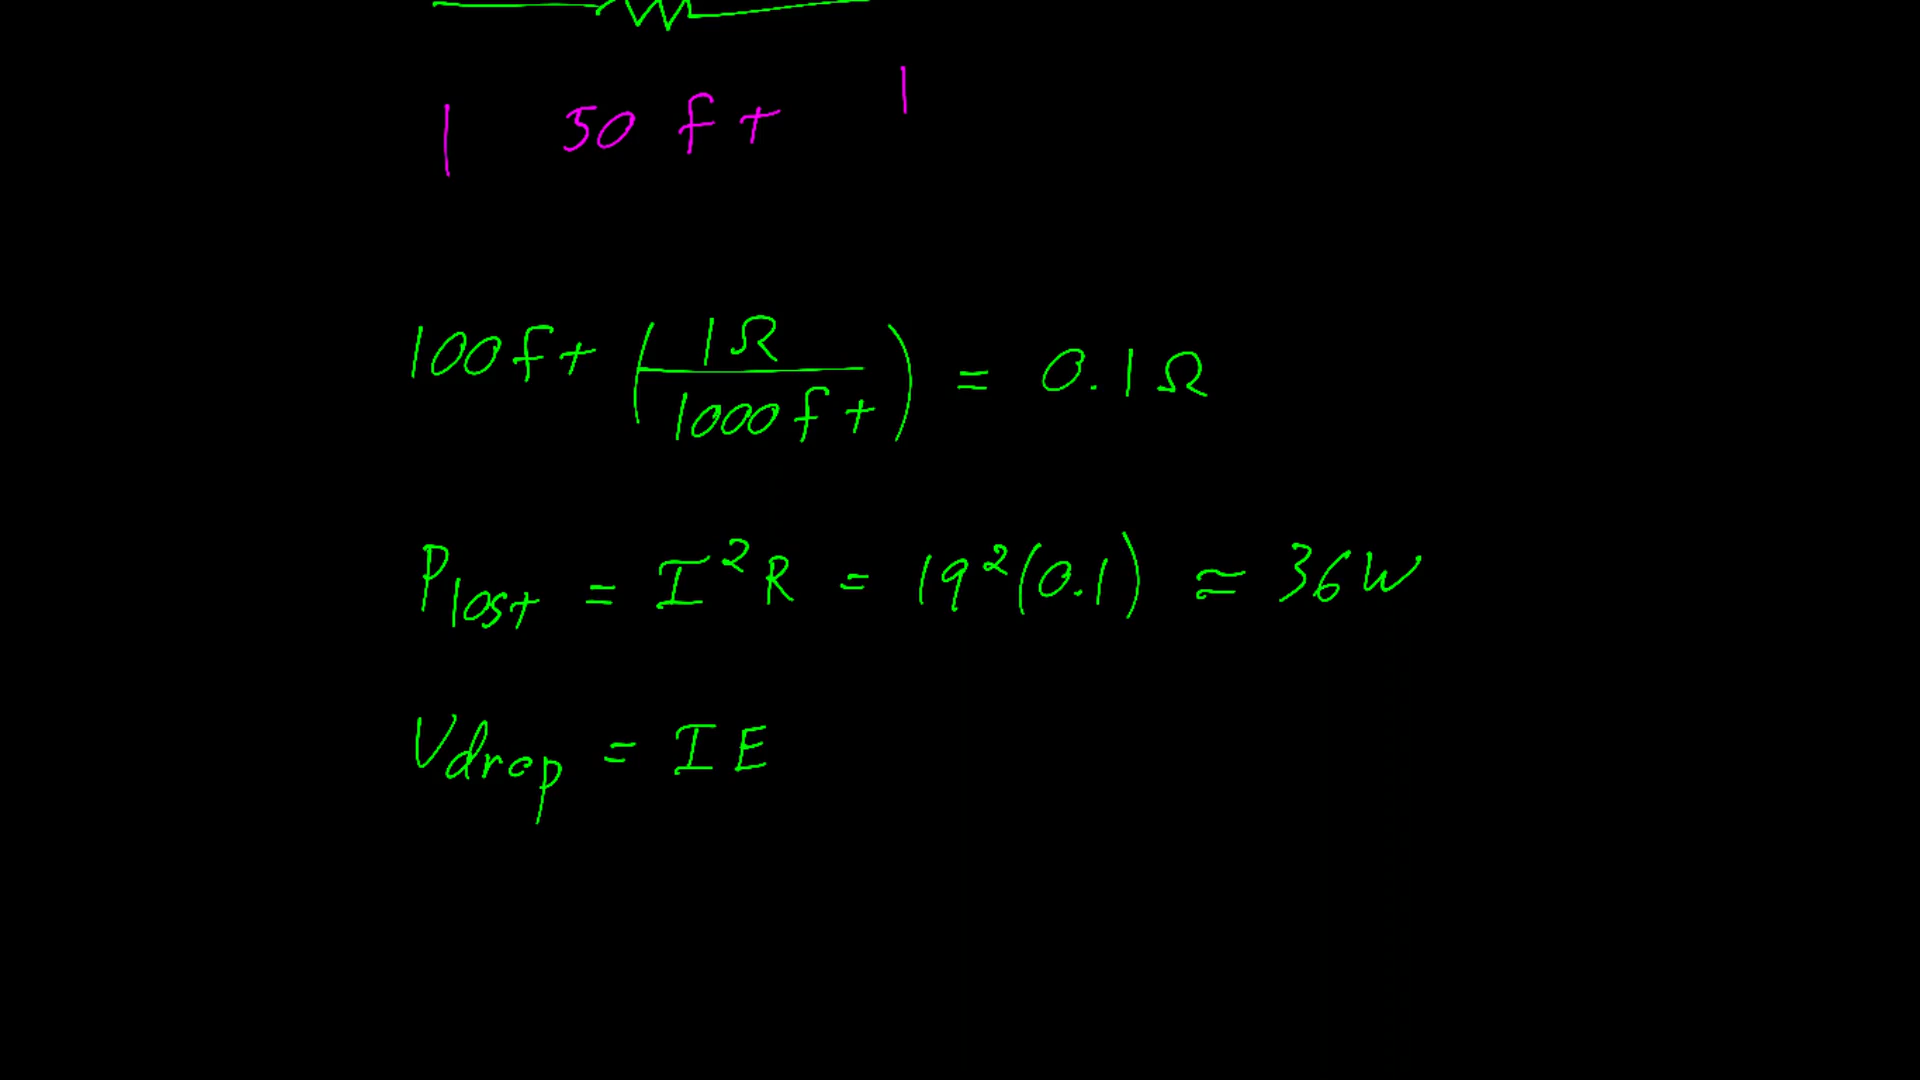 | 50 ft |
100ft (1Ω/1000ft) = 0.1Ω
Plost = I²R = 19²(0.1) ≃ 36W
Vdrop = IE